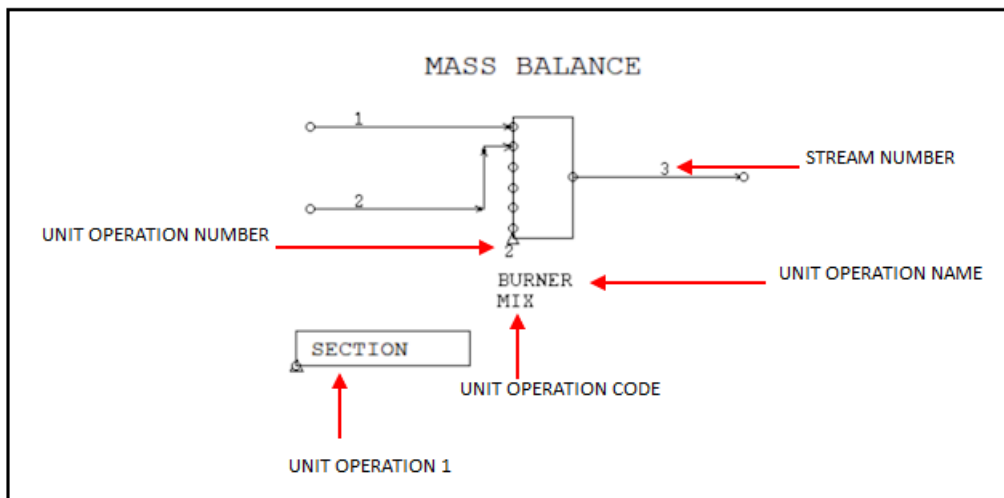 MASS BALANCE
1
STREAM NUMBER
3
2
UNIT OPERATION NUMBER
2
BURNER
UNIT OPERATION NAME
MIX
SECTION
UNIT OPERATION CODE
UNIT OPERATION 1